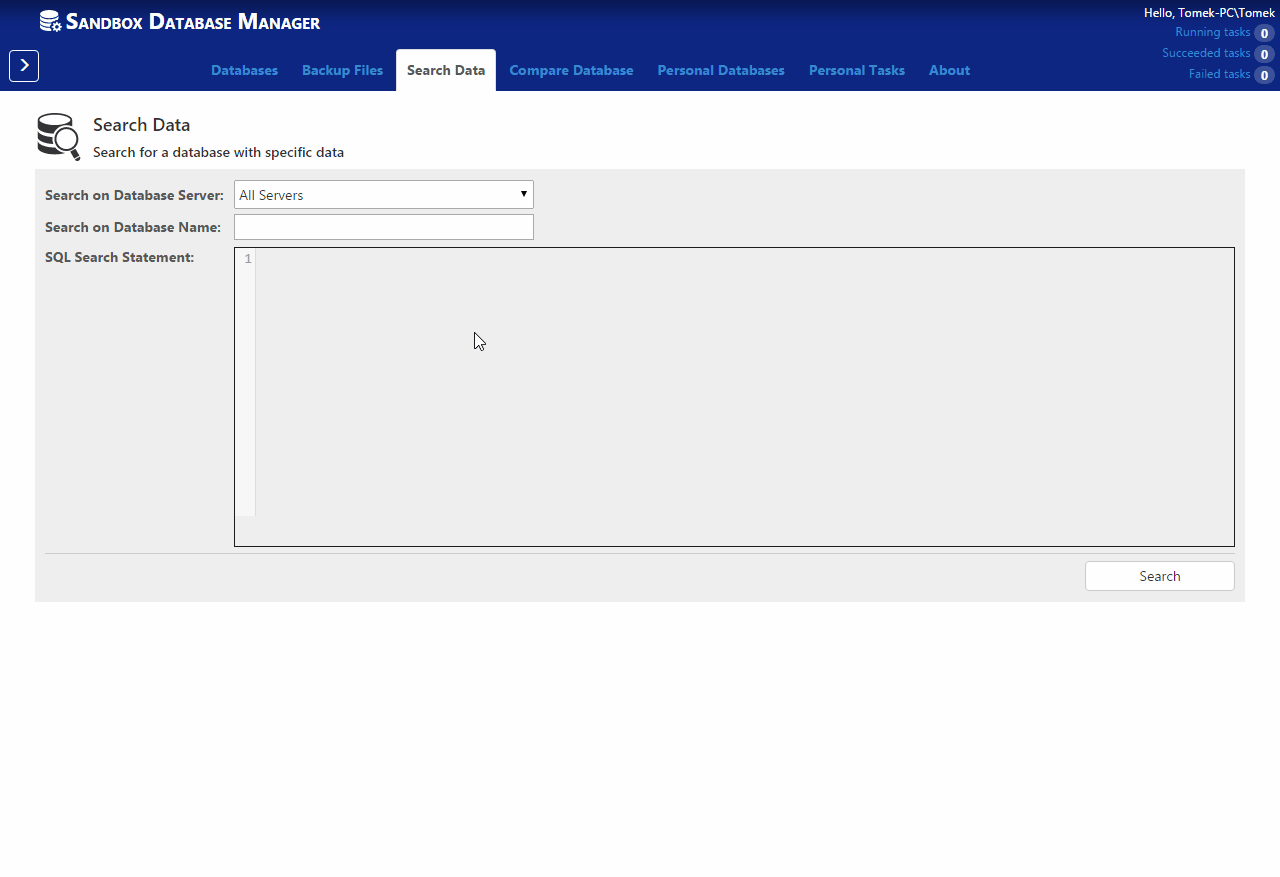 Sandbox Database Manager
Hello, Tomek-PC\Tomek
Running tasks 0
Succeeded tasks 0
Failed tasks 0
Databases Backup Files Search Data Compare Database Personal Databases Personal Tasks About
Search Data
Search for a database with specific data
Search on Database Server: All Servers
Search on Database Name:
SQL Search Statement: 1
Search